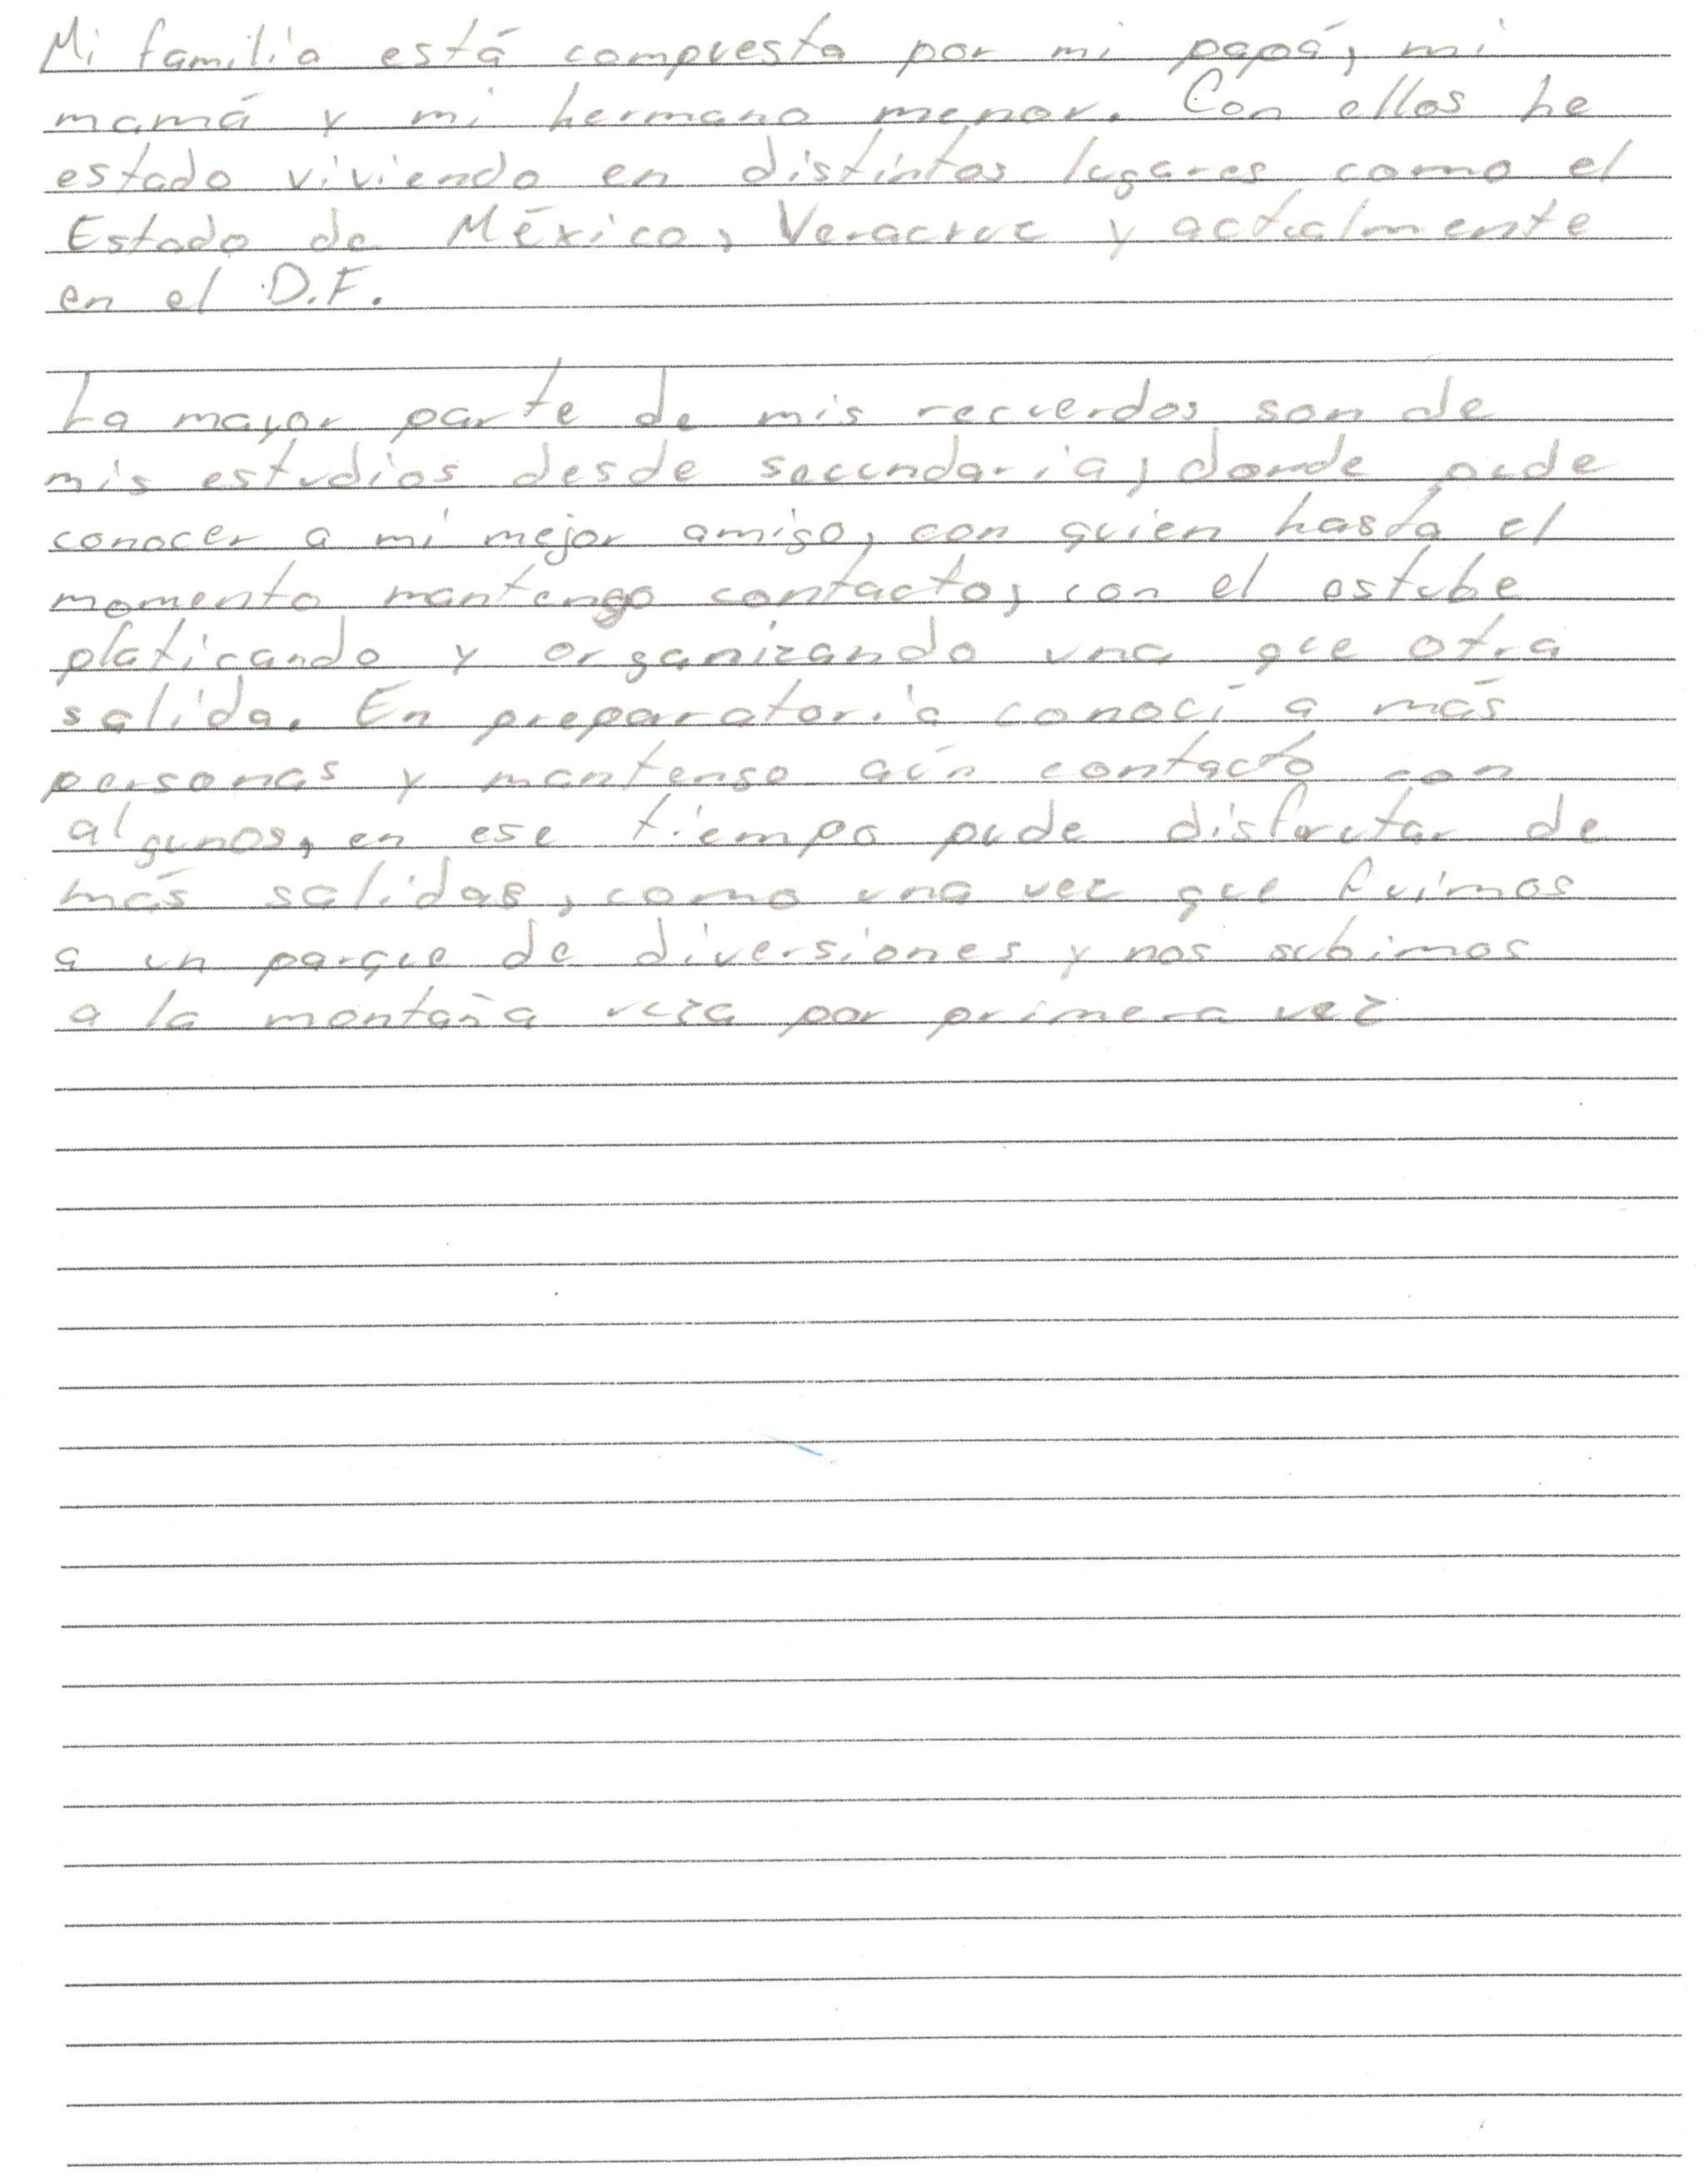 Mi familia está compuesta por mi papá, mi
mamá y mi hermano menor. Con ellos he
estado viviendo en distintos lugares como el
Estado de México, Veracruz y actualmente
en el D.F.
La mayor parte de mis recuerdos son de
mis estudios desde secundaria, donde pude
conocer a mi mejor amigo, con quien hasta el
momento mantengo contacto, con el estube
platicando y organizando una que otra
salida. En preparatoria conocí a más
personas y mantengo aún contacto con
algunos, en ese tiempo pude disfrutar de
más salidas, como una vez que fuimos
a un parque de diversiones y nos subimos
a la montaña ruza por primera vez